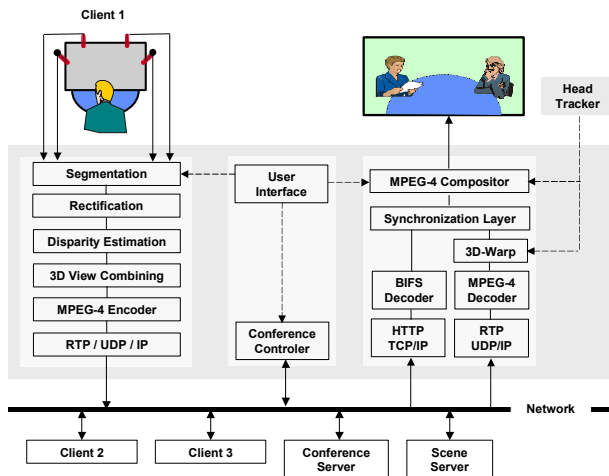 Client 1
Head
Tracker
Segmentation
Rectification
Disparity Estimation
3D View Combining
MPEG-4 Encoder
RTP / UDP / IP
User
Interface
Conference
Controler
MPEG-4 Compositor
Synchronization Layer
3D-Warp
BIFS
Decoder
MPEG-4
Decoder
HTTP
TCP/IP
RTP
UDP/IP
Network
Client 2
Client 3
Conference
Server
Scene
Server